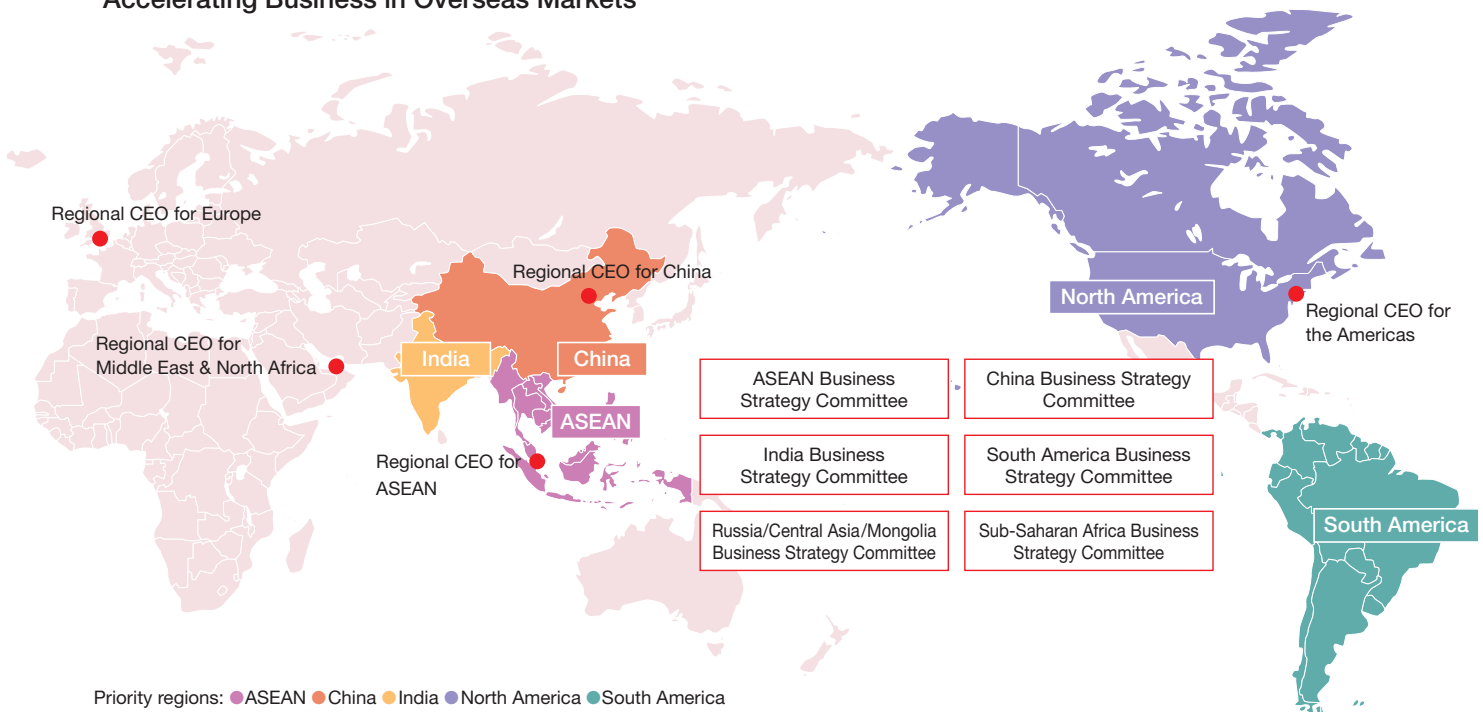 Accelerating Business in Overseas Markets
Regional CEO for Europe
Regional CEO for China
North America
Regional CEO for
the Americas
Regional CEO for
Middle East & North Africa
India
China
ASEAN
Regional CEO for
ASEAN
ASEAN Business
Strategy Committee
China Business Strategy
Committee
India Business
Strategy Committee
South America Business
Strategy Committee
Russia/Central Asia/Mongolia
Business Strategy Committee
Sub-Saharan Africa Business
Strategy Committee
South America
Priority regions: ASEAN China India North America South America